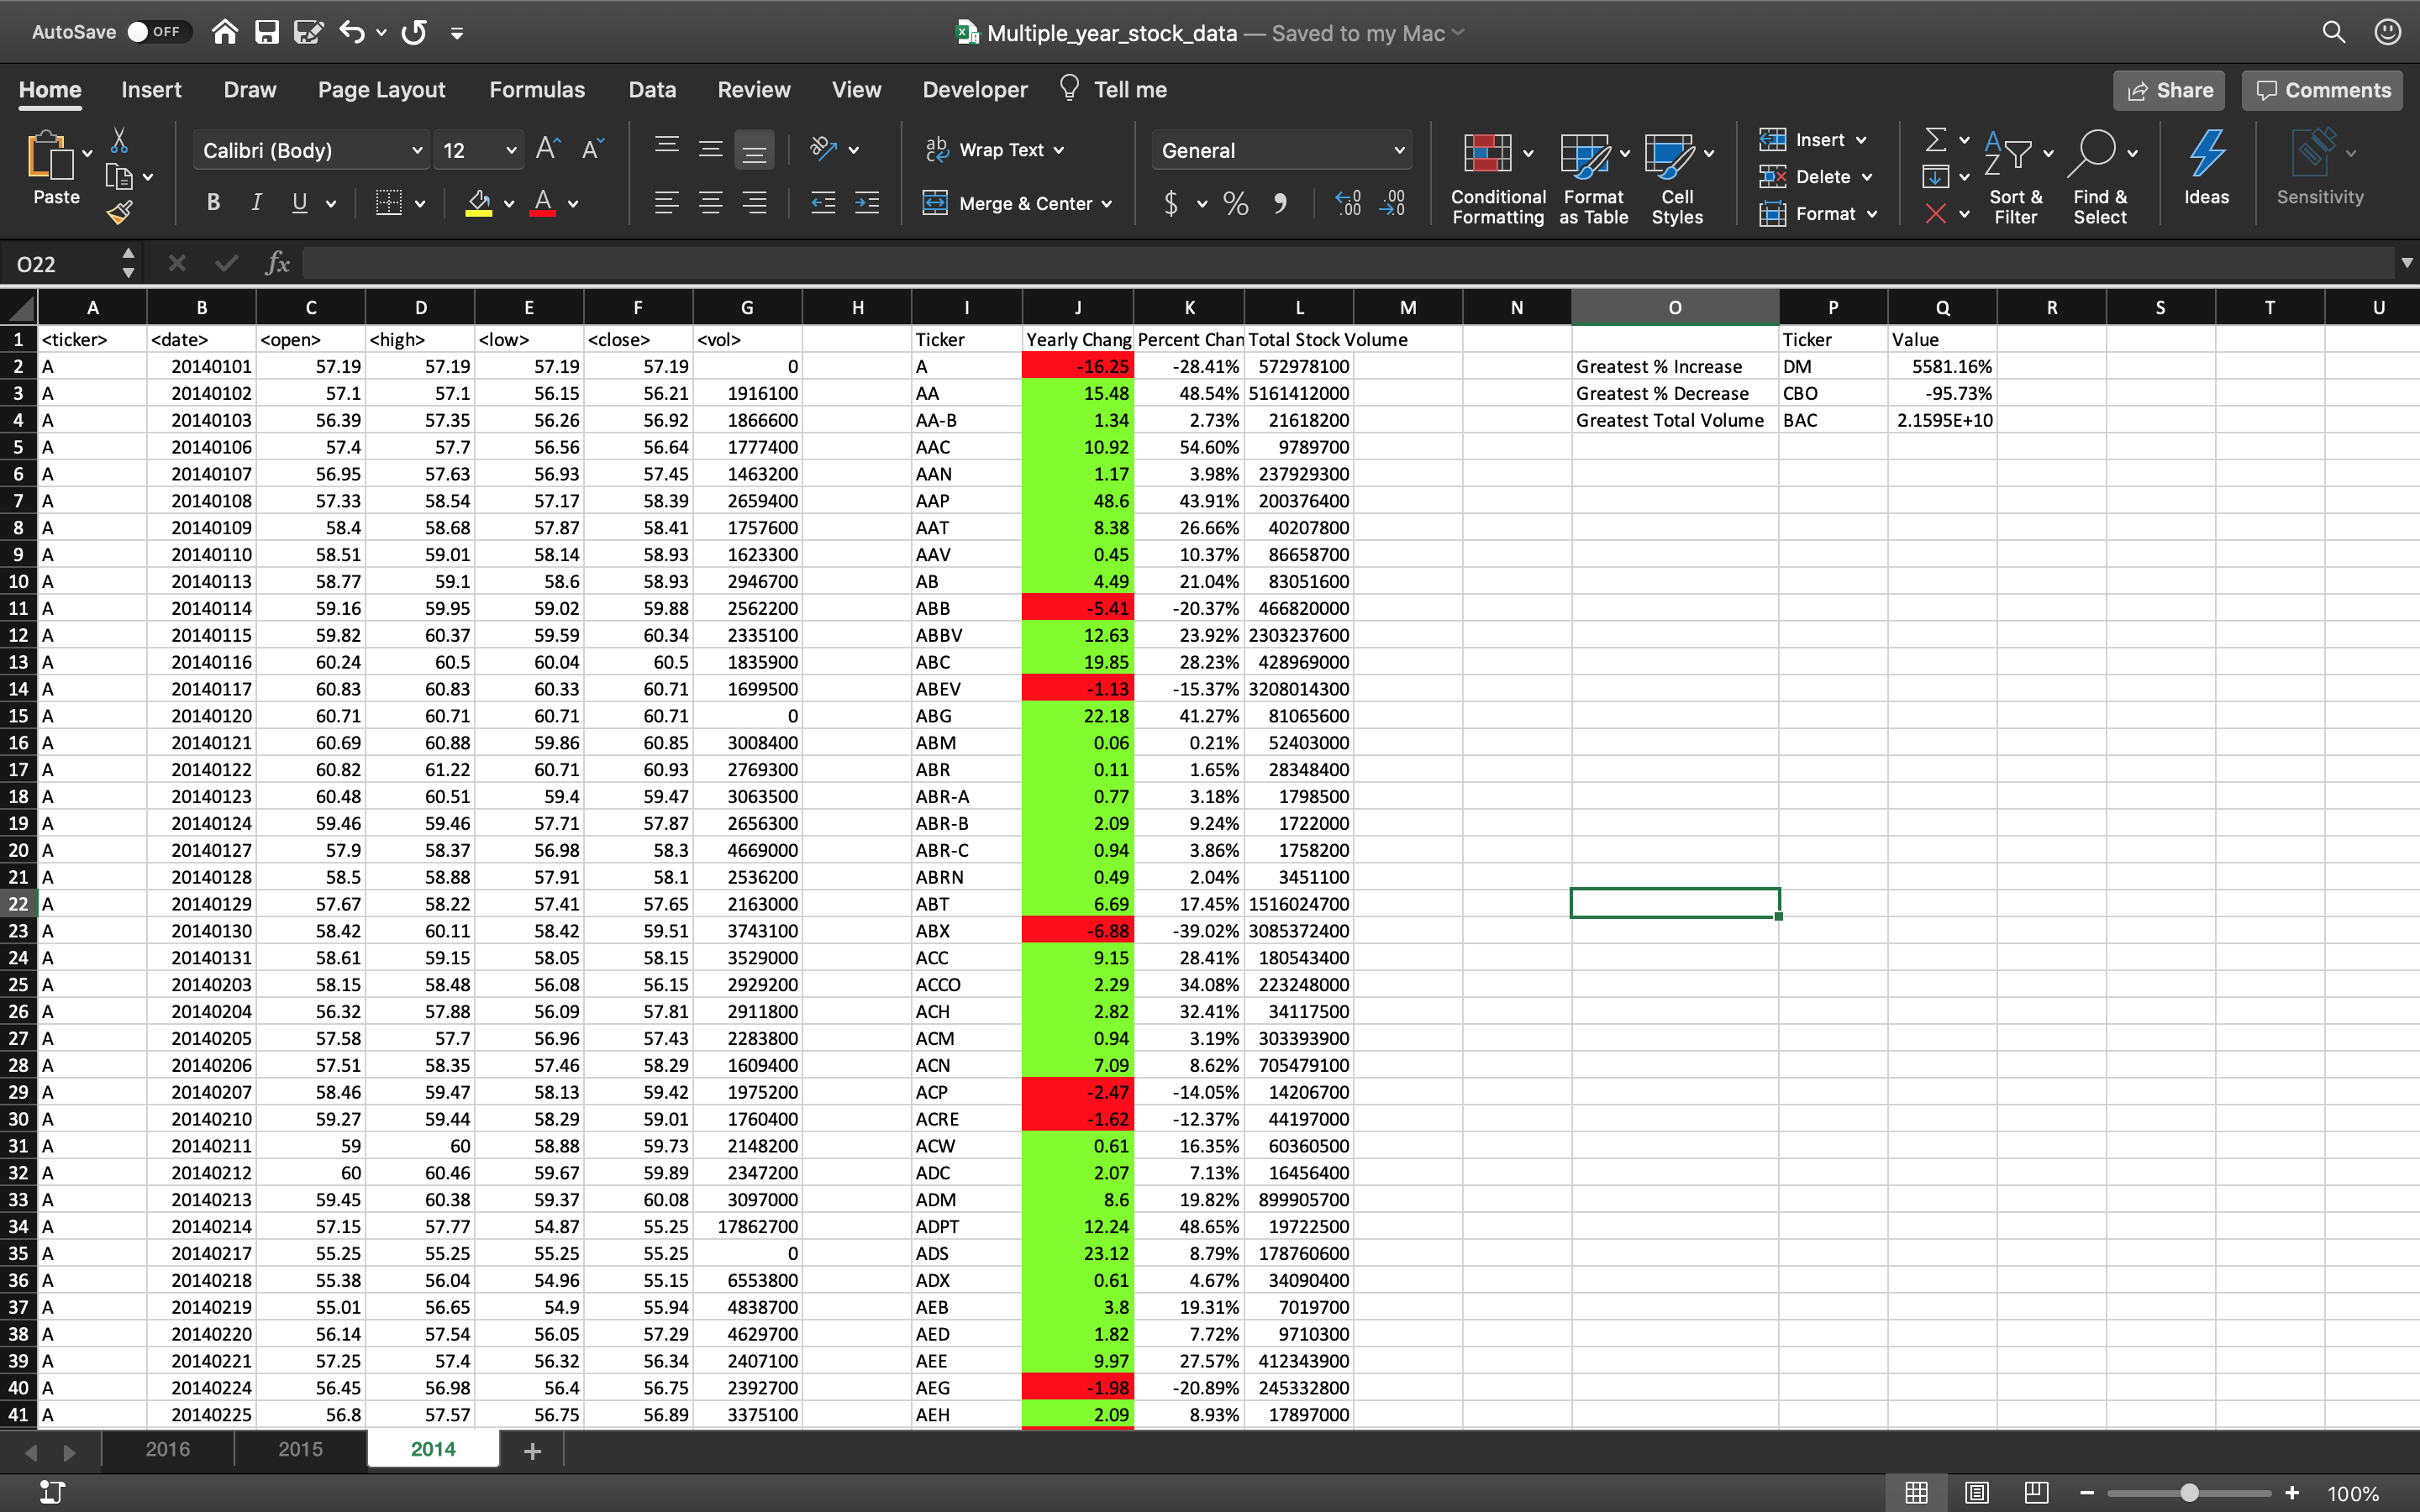 AutoSave OFF Multiple_year_stock_data — Saved to my Mac
Home Insert Draw Page Layout Formulas Data Review View Developer Tell me Share Comments
Paste Calibri (Body) 12 Wrap Text General Insert
B I U Merge & Center $ % Conditional Formatting Format as Table Cell Styles Delete Format Sort & Filter Find & Select Ideas Sensitivity
O22 fx
A B C D E F G H I J K L M N O P Q R S T U
1 <ticker> <date> <open> <high> <low> <close> <vol> Ticker Yearly Chang Percent Chan Total Stock Volume Ticker Value
2 A 20140101 57.19 57.19 57.19 57.19 0 A -16.25 -28.41% 572978100 Greatest % Increase DM 5581.16%
3 A 20140102 57.1 57.1 56.15 56.21 1916100 AA 15.48 48.54% 5161412000 Greatest % Decrease CBO -95.73%
4 A 20140103 56.39 57.35 56.26 56.92 1866600 AA-B 1.34 2.73% 21618200 Greatest Total Volume BAC 2.1595E+10
5 A 20140106 57.4 57.7 56.56 56.64 1777400 AAC 10.92 54.60% 9789700
6 A 20140107 56.95 57.63 56.93 57.45 1463200 AAN 1.17 3.98% 237929300
7 A 20140108 57.33 58.54 57.17 58.39 2659400 AAP 48.6 43.91% 200376400
8 A 20140109 58.4 58.68 57.87 58.41 1757600 AAT 8.38 26.66% 40207800
9 A 20140110 58.51 59.01 58.14 58.93 1623300 AAV 0.45 10.37% 86658700
10 A 20140113 58.77 59.1 58.6 58.93 2946700 AB 4.49 21.04% 83051600
11 A 20140114 59.16 59.95 59.02 59.88 2562200 ABB -5.41 -20.37% 466820000
12 A 20140115 59.82 60.37 59.59 60.34 2335100 ABBV 12.63 23.92% 2303237600
13 A 20140116 60.24 60.5 60.04 60.5 1835900 ABC 19.85 28.23% 428969000
14 A 20140117 60.83 60.83 60.33 60.71 1699500 ABEV -1.13 -15.37% 3208014300
15 A 20140120 60.71 60.71 60.71 60.71 0 ABG 22.18 41.27% 81065600
16 A 20140121 60.69 60.88 59.86 60.85 3008400 ABM 0.06 0.21% 52403000
17 A 20140122 60.82 61.22 60.71 60.93 2769300 ABR 0.11 1.65% 28348400
18 A 20140123 60.48 60.51 59.4 59.47 3063500 ABR-A 0.77 3.18% 1798500
19 A 20140124 59.46 59.46 57.71 57.87 2656300 ABR-B 2.09 9.24% 1722000
20 A 20140127 57.9 58.37 56.98 58.3 4669000 ABR-C 0.94 3.86% 1758200
21 A 20140128 58.5 58.88 57.91 58.1 2536200 ABRN 0.49 2.04% 3451100
22 A 20140129 57.67 58.22 57.41 57.65 2163000 ABT 6.69 17.45% 1516024700
23 A 20140130 58.42 60.11 58.42 59.51 3743100 ABX -6.88 -39.02% 3085372400
24 A 20140131 58.61 59.15 58.05 58.15 3529000 ACC 9.15 28.41% 180543400
25 A 20140203 58.15 58.48 56.08 56.15 2929200 ACCO 2.29 34.08% 223248000
26 A 20140204 56.32 57.88 56.09 57.81 2911800 ACH 2.82 32.41% 34117500
27 A 20140205 57.58 57.7 56.96 57.43 2283800 ACM 0.94 3.19% 303393900
28 A 20140206 57.51 58.35 57.46 58.29 1609400 ACN 7.09 8.62% 705479100
29 A 20140207 58.46 59.47 58.13 59.42 1975200 ACP -2.47 -14.05% 14206700
30 A 20140210 59.27 59.44 58.29 59.01 1760400 ACRE -1.62 -12.37% 44197000
31 A 20140211 59 60 58.88 59.73 2148200 ACW 0.61 16.35% 60360500
32 A 20140212 60 60.46 59.67 59.89 2347200 ADC 2.07 7.13% 16456400
33 A 20140213 59.45 60.38 59.37 60.08 3097000 ADM 8.6 19.82% 899905700
34 A 20140214 57.15 57.77 54.87 55.25 17862700 ADPT 12.24 48.65% 19722500
35 A 20140217 55.25 55.25 55.25 55.25 0 ADS 23.12 8.79% 178760600
36 A 20140218 55.38 56.04 54.96 55.15 6553800 ADX 0.61 4.67% 34090400
37 A 20140219 55.01 56.65 54.9 55.94 4838700 AEB 3.8 19.31% 7019700
38 A 20140220 56.14 57.54 56.05 57.29 4629700 AED 1.82 7.72% 9710300
39 A 20140221 57.25 57.4 56.32 56.34 2407100 AEE 9.97 27.57% 412343900
40 A 20140224 56.45 56.98 56.4 56.75 2392700 AEG -1.98 -20.89% 245332800
41 A 20140225 56.8 57.57 56.75 56.89 3375100 AEH 2.09 8.93% 17897000
2016 2015 2014
100%